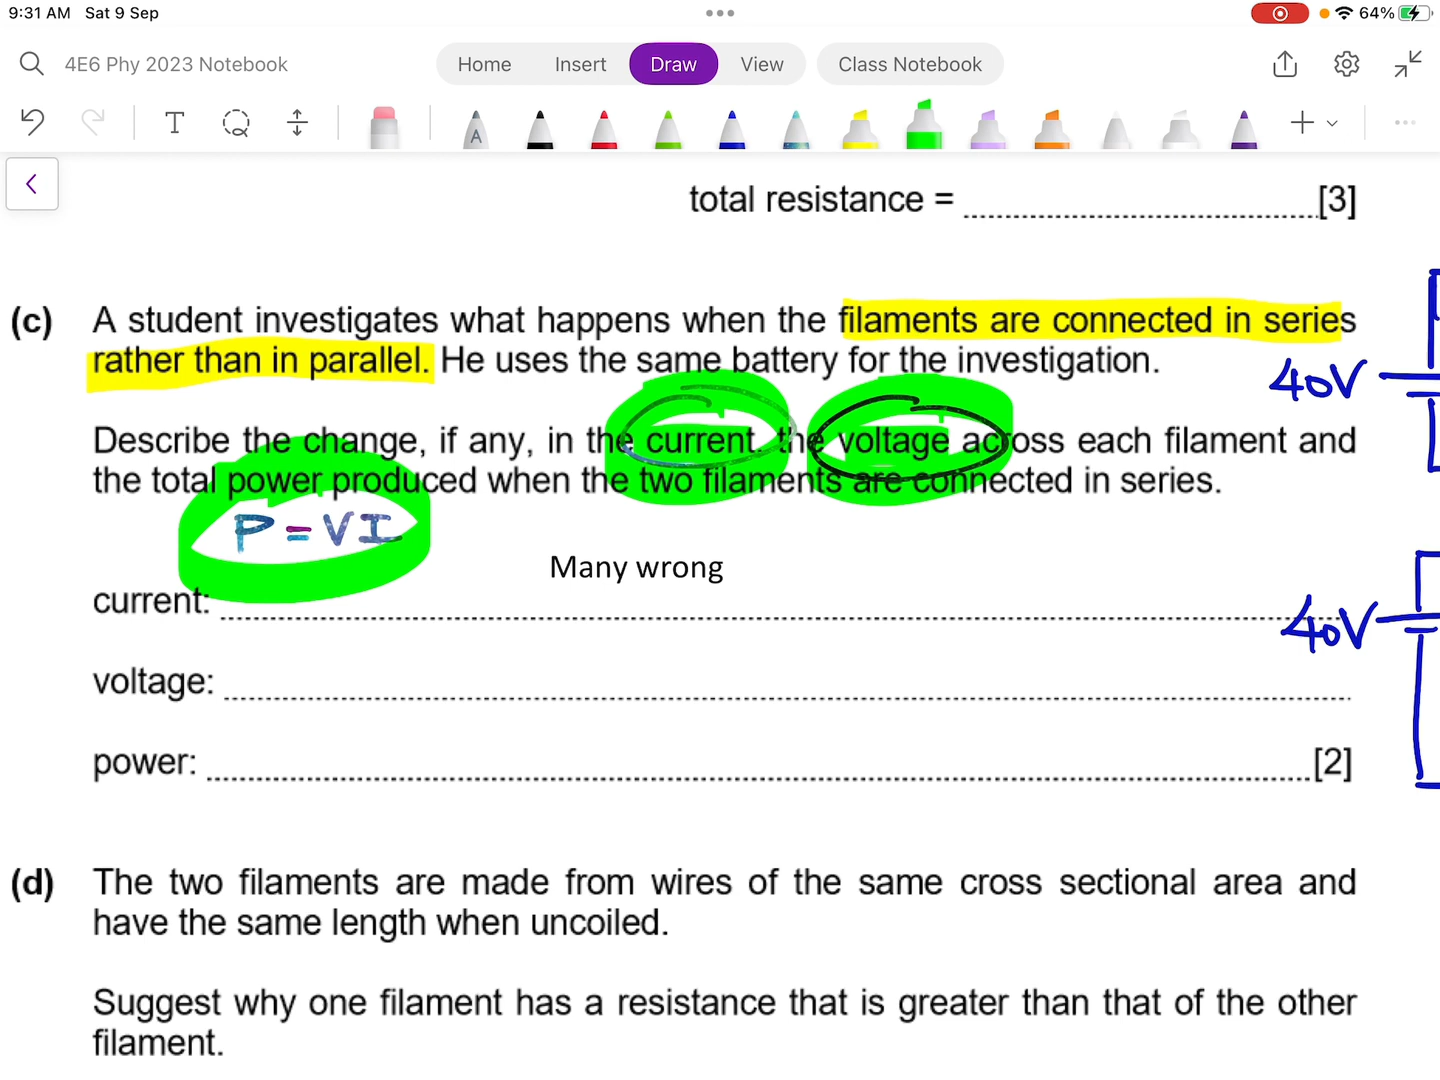 9:31 AM Sat 9 Sep
64%
4E6 Phy 2023 Notebook
Home Insert Draw View Class Notebook
T
A
total resistance = [3]
(c) A student investigates what happens when the filaments are connected in series
rather than in parallel. He uses the same battery for the investigation.
40V
Describe the change, if any, in the current, the voltage across each filament and
the total power produced when the two filaments are connected in series.
P = VI
Many wrong
current:
40V
voltage:
power: [2]
(d) The two filaments are made from wires of the same cross sectional area and
have the same length when uncoiled.
Suggest why one filament has a resistance that is greater than that of the other
filament.